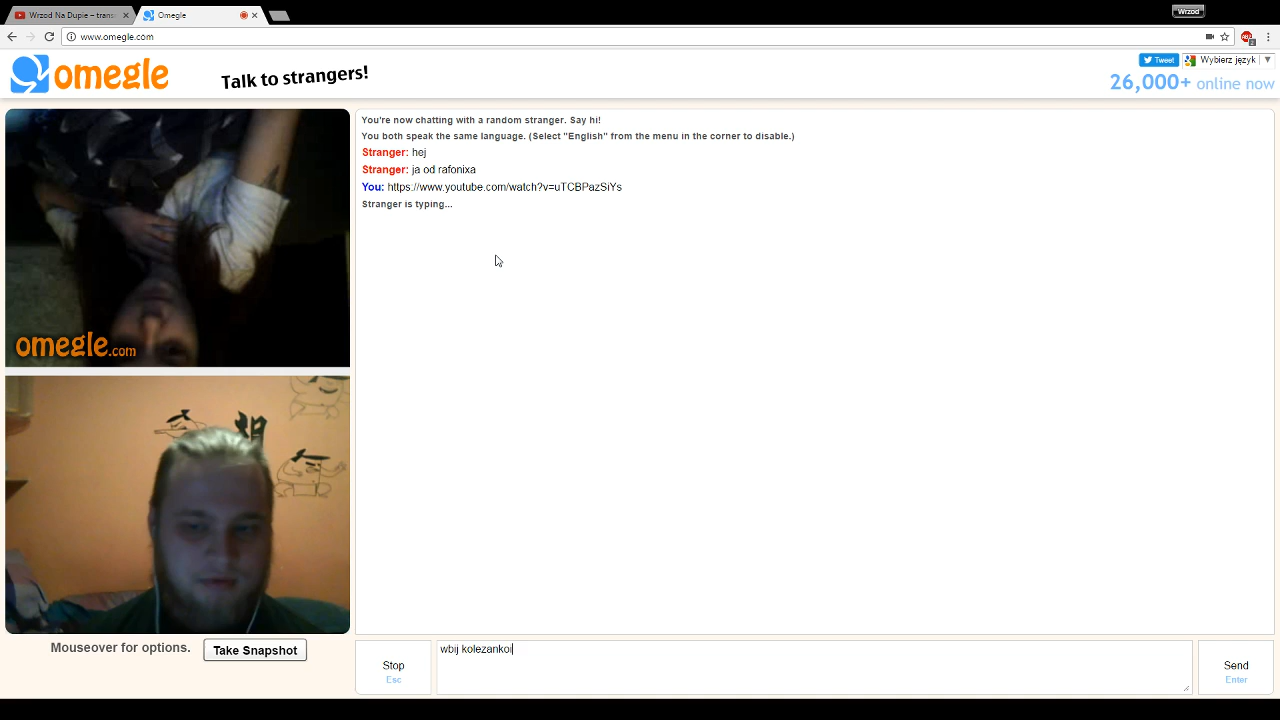 Wrzod Na Dupie – trans
Omegle
Wrzod
www.omegle.com
omegle
Talk to strangers!
Tweet
Wybierz język
26,000+ online now
You're now chatting with a random stranger. Say hi!
You both speak the same language. (Select "English" from the menu in the corner to disable.)
Stranger: hej
Stranger: ja od rafonixa
You: https://www.youtube.com/watch?v=uTCBPazSiYs
Stranger is typing...
omegle.com
Mouseover for options.
Take Snapshot
Stop
Esc
wbij kolezankoj
Send
Enter